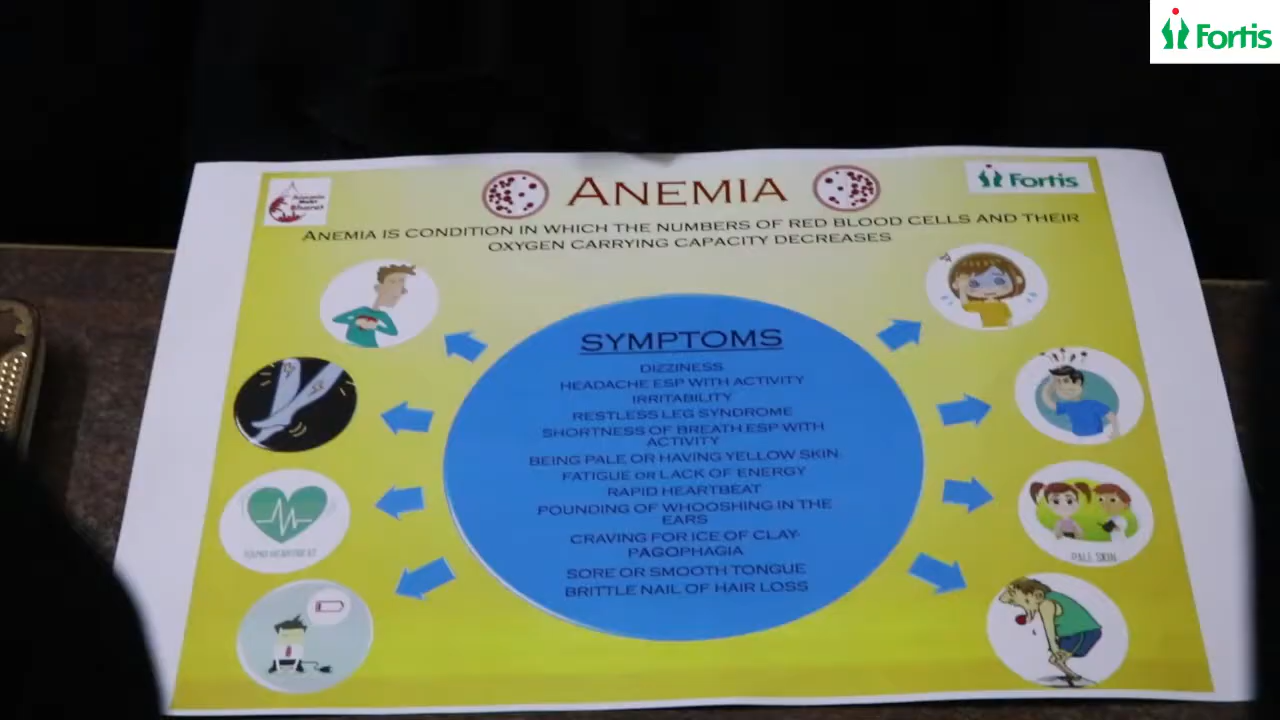 Fortis
Anemia
Mukt
Bharat
ANEMIA
Fortis
ANEMIA IS CONDITION IN WHICH THE NUMBERS OF RED BLOOD CELLS AND THEIR
OXYGEN CARRYING CAPACITY DECREASES
SYMPTOMS
DIZZINESS
HEADACHE ESP WITH ACTIVITY
IRRITABILITY
RESTLESS LEG SYNDROME
SHORTNESS OF BREATH ESP WITH
ACTIVITY
BEING PALE OR HAVING YELLOW SKIN
FATIGUE OR LACK OF ENERGY
RAPID HEARTBEAT
POUNDING OF WHOOSHING IN THE
EARS
CRAVING FOR ICE OF CLAY-
PAGOPHAGIA
SORE OR SMOOTH TONGUE
BRITTLE NAIL OF HAIR LOSS
PALE SKIN